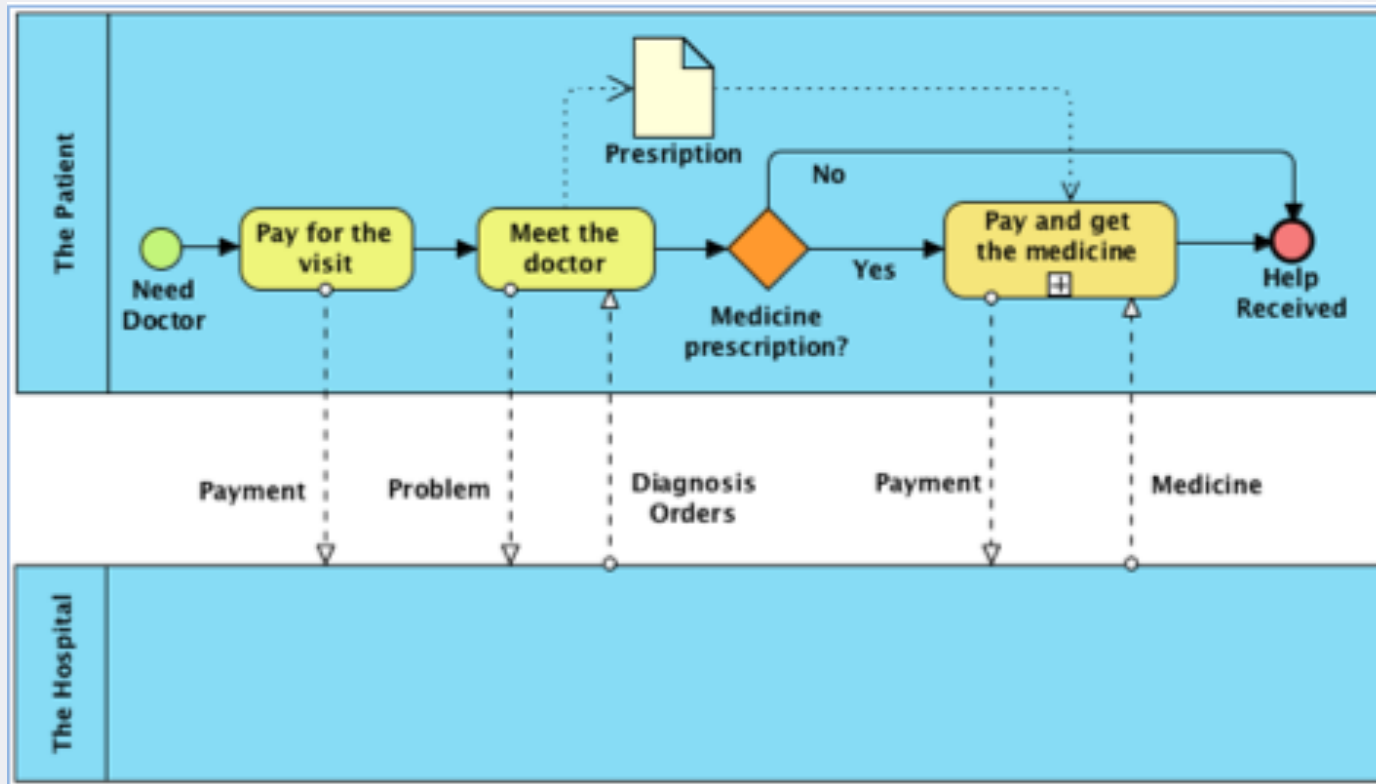 The Patient
Presription
No
Pay for the
visit
Meet the
doctor
Pay and get
the medicine
Yes
Need
Doctor
Medicine
prescription?
Help
Received
Payment
Problem
Diagnosis
Orders
Payment
Medicine
The Hospital